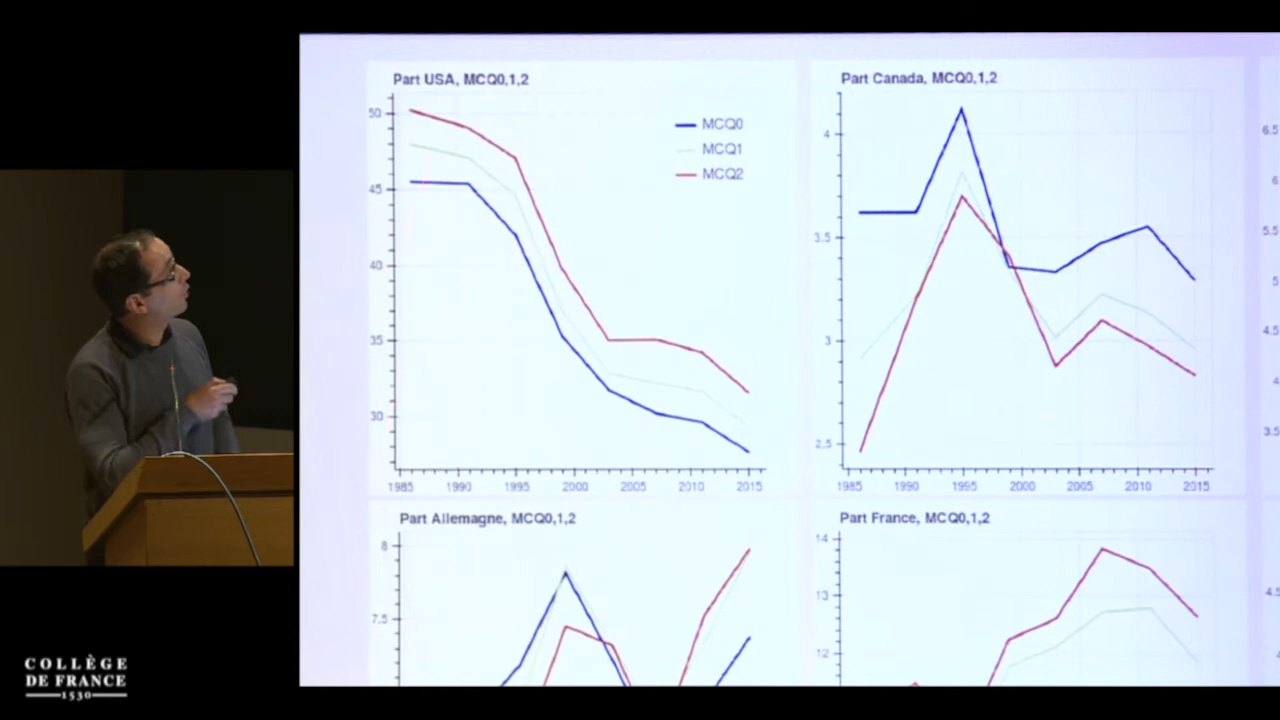 Part USA, MCQ0,1,2
50
45
40
35
30
1985 1990 1995 2000 2005 2010 2015
MCQ0
MCQ1
MCQ2
Part Canada, MCQ0,1,2
4
3.5
3
2.5
1985 1990 1995 2000 2005 2010 2015
6.5
6
5.5
5
4.5
4
3.5
Part Allemagne, MCQ0,1,2
8
7.5
Part France, MCQ0,1,2
14
13
12
4.5
COLLÈGE
DE FRANCE
1530